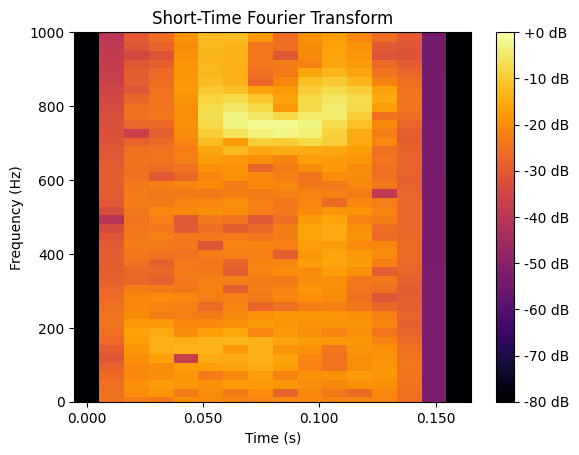 Short-Time Fourier Transform
Frequency (Hz)
1000
800
600
400
200
0
0.000
0.050
0.100
0.150
Time (s)
+0 dB
-10 dB
-20 dB
-30 dB
-40 dB
-50 dB
-60 dB
-70 dB
-80 dB